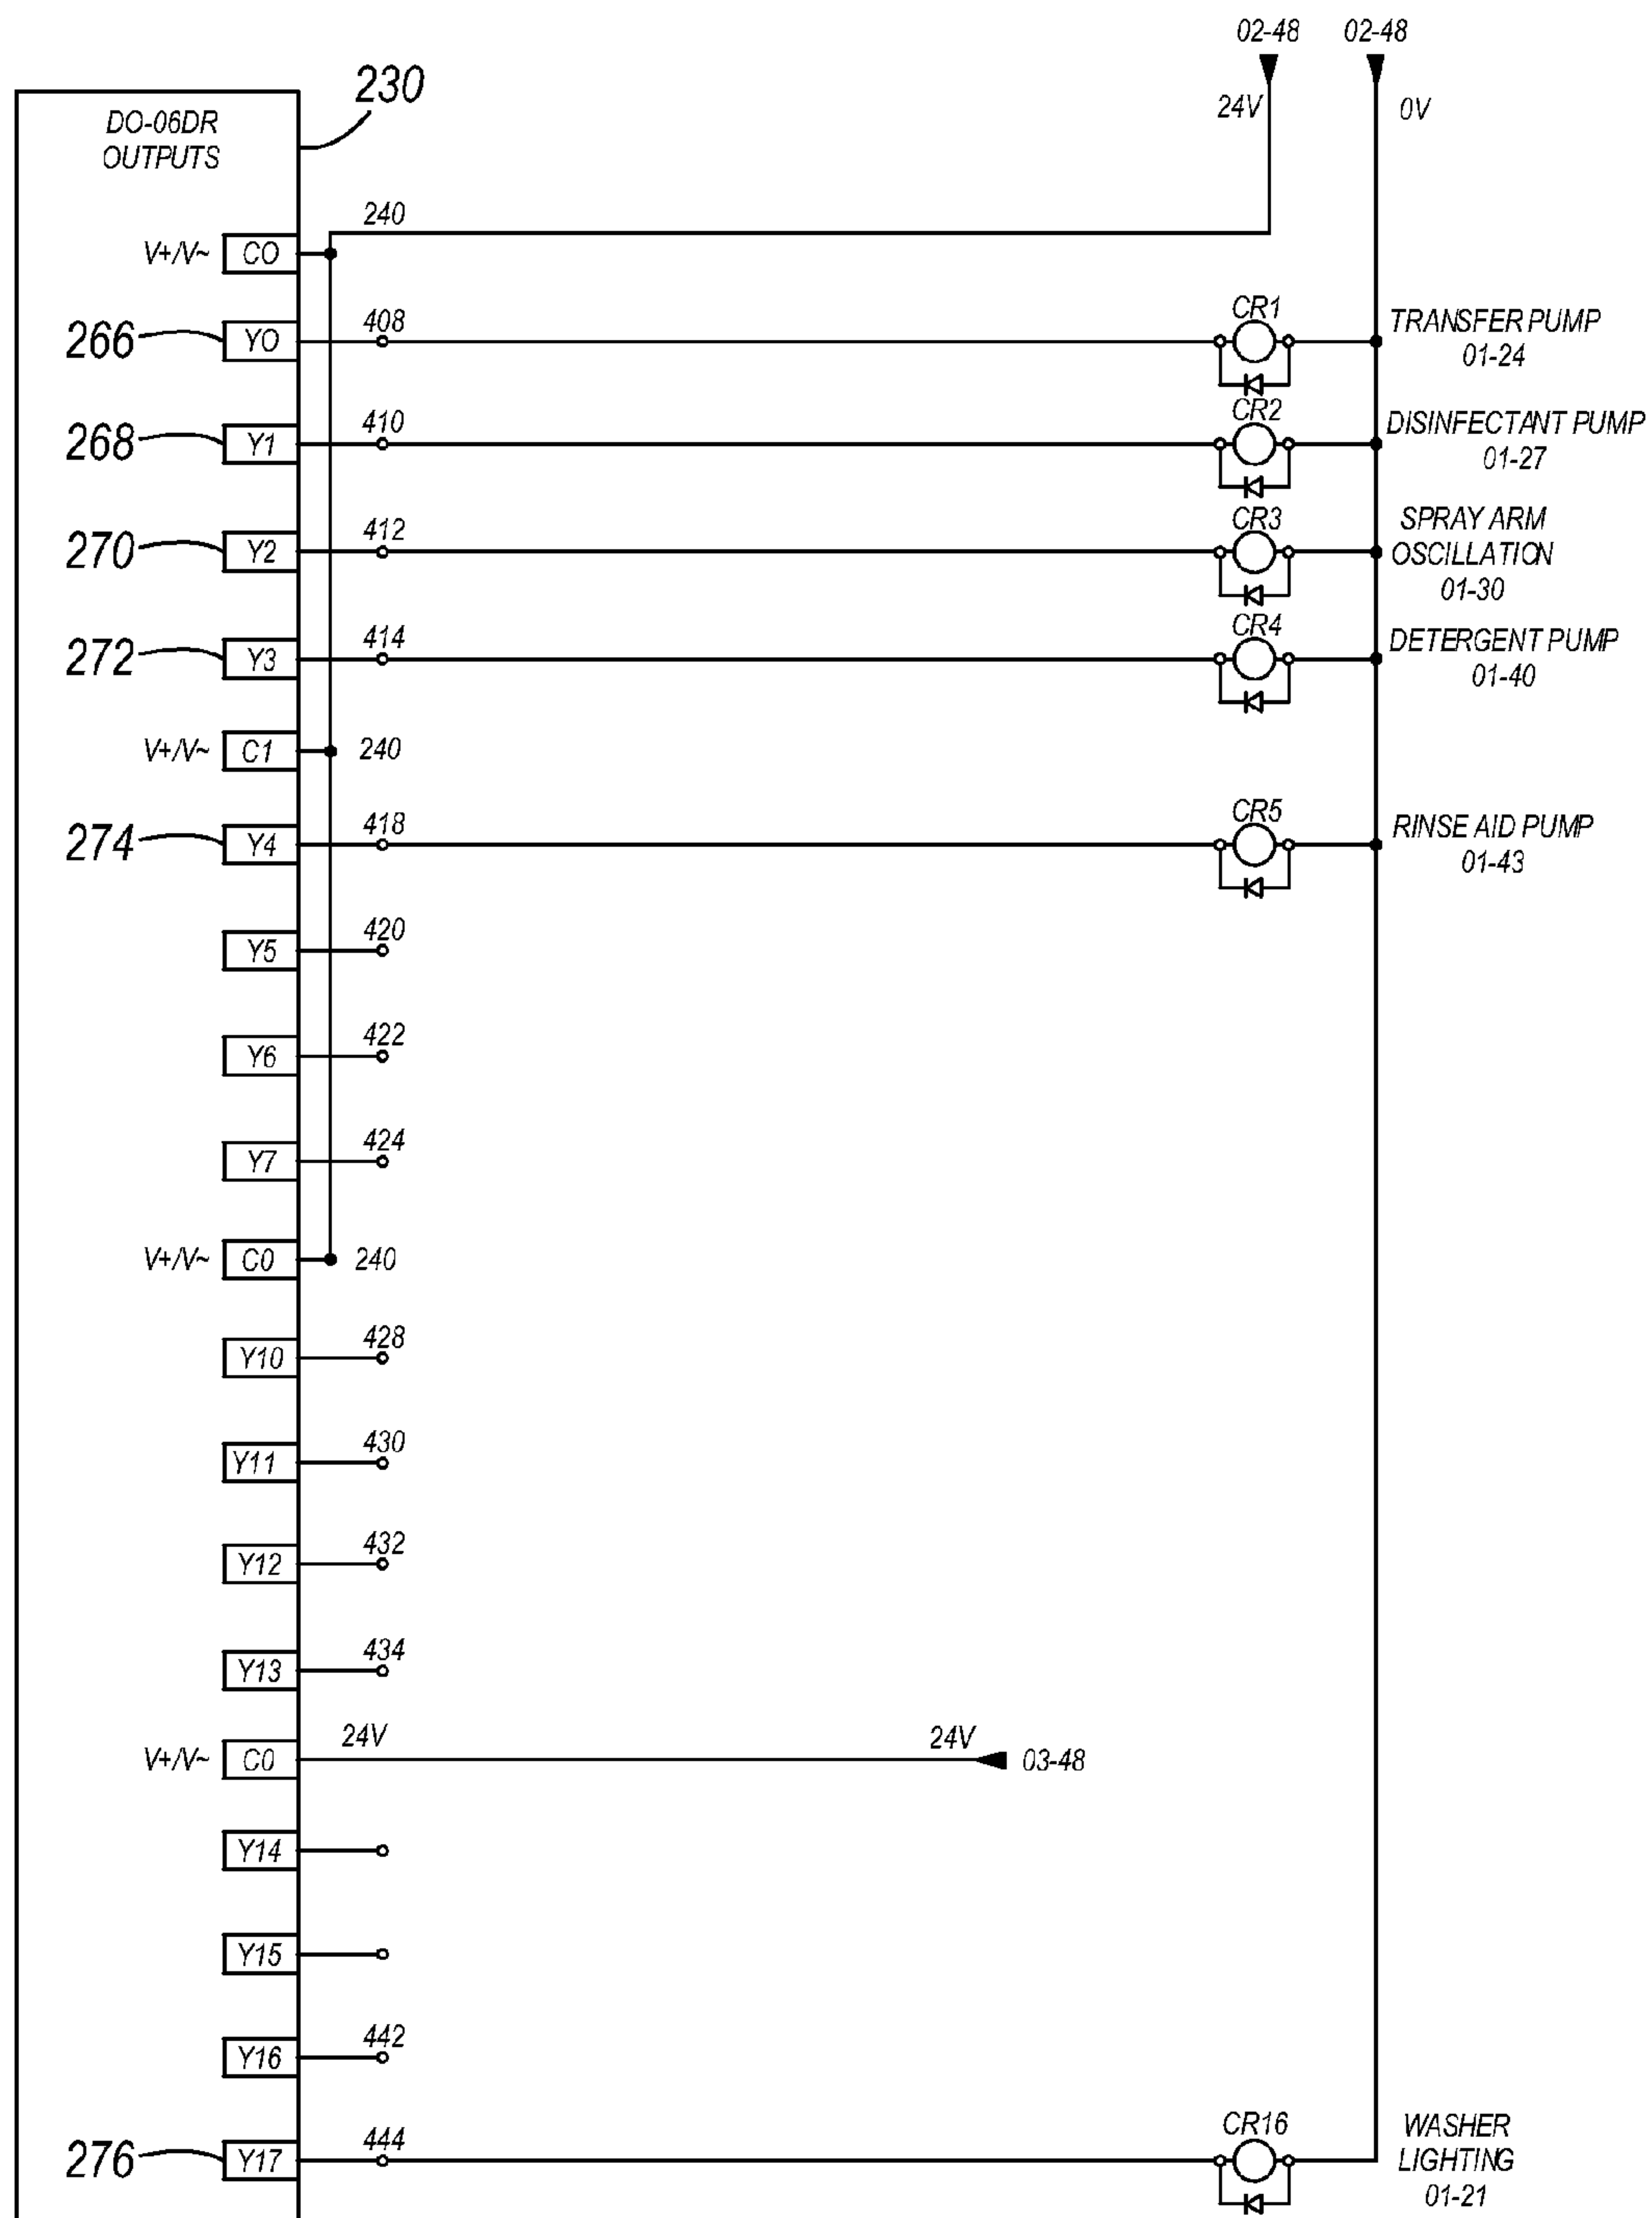 02-48 02-48
24V 0V
230
DO-06DR
OUTPUTS
240
V+/V~ CO
266 YO 408 CR1 TRANSFER PUMP
01-24
268 Y1 410 CR2 DISINFECTANT PUMP
01-27
270 Y2 412 CR3 SPRAY ARM
OSCILLATION
01-30
272 Y3 414 CR4 DETERGENT PUMP
01-40
V+/V~ C1 240
274 Y4 418 CR5 RINSE AID PUMP
01-43
Y5 420
Y6 422
Y7 424
V+/V~ C0 240
Y10 428
Y11 430
Y12 432
Y13 434
V+/V~ C0 24V 24V 03-48
Y14
Y15
Y16 442
276 Y17 444 CR16 WASHER
LIGHTING
01-21